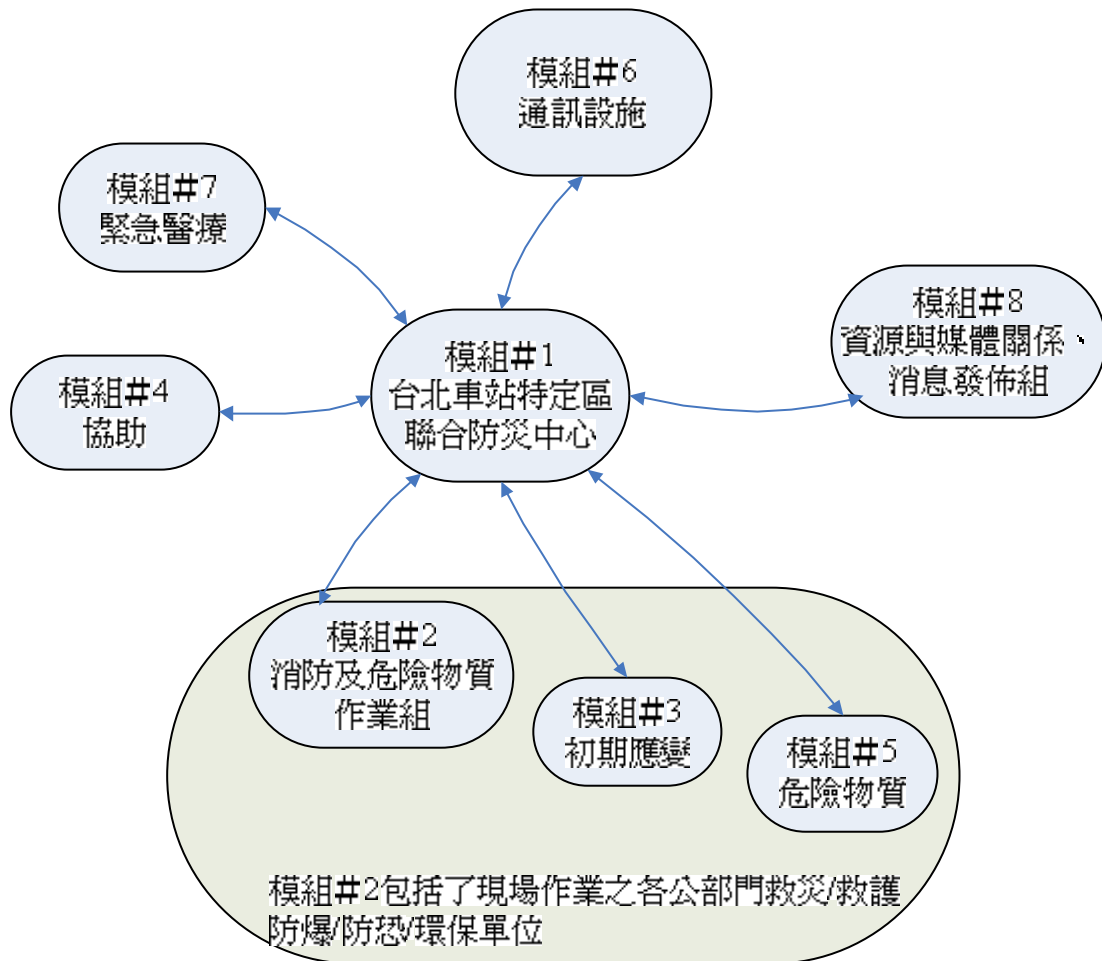 模組#6
通訊設施
模組#7
緊急醫療
模組#8
資源與媒體關係、
消息發佈組
模組#1
台北車站特定區
聯合防災中心
模組#4
協助
模組#2
消防及危險物質
作業組
模組#3
初期應變
模組#5
危險物質
模組#2包括了現場作業之各公部門救災/救護
防爆/防恐/環保單位